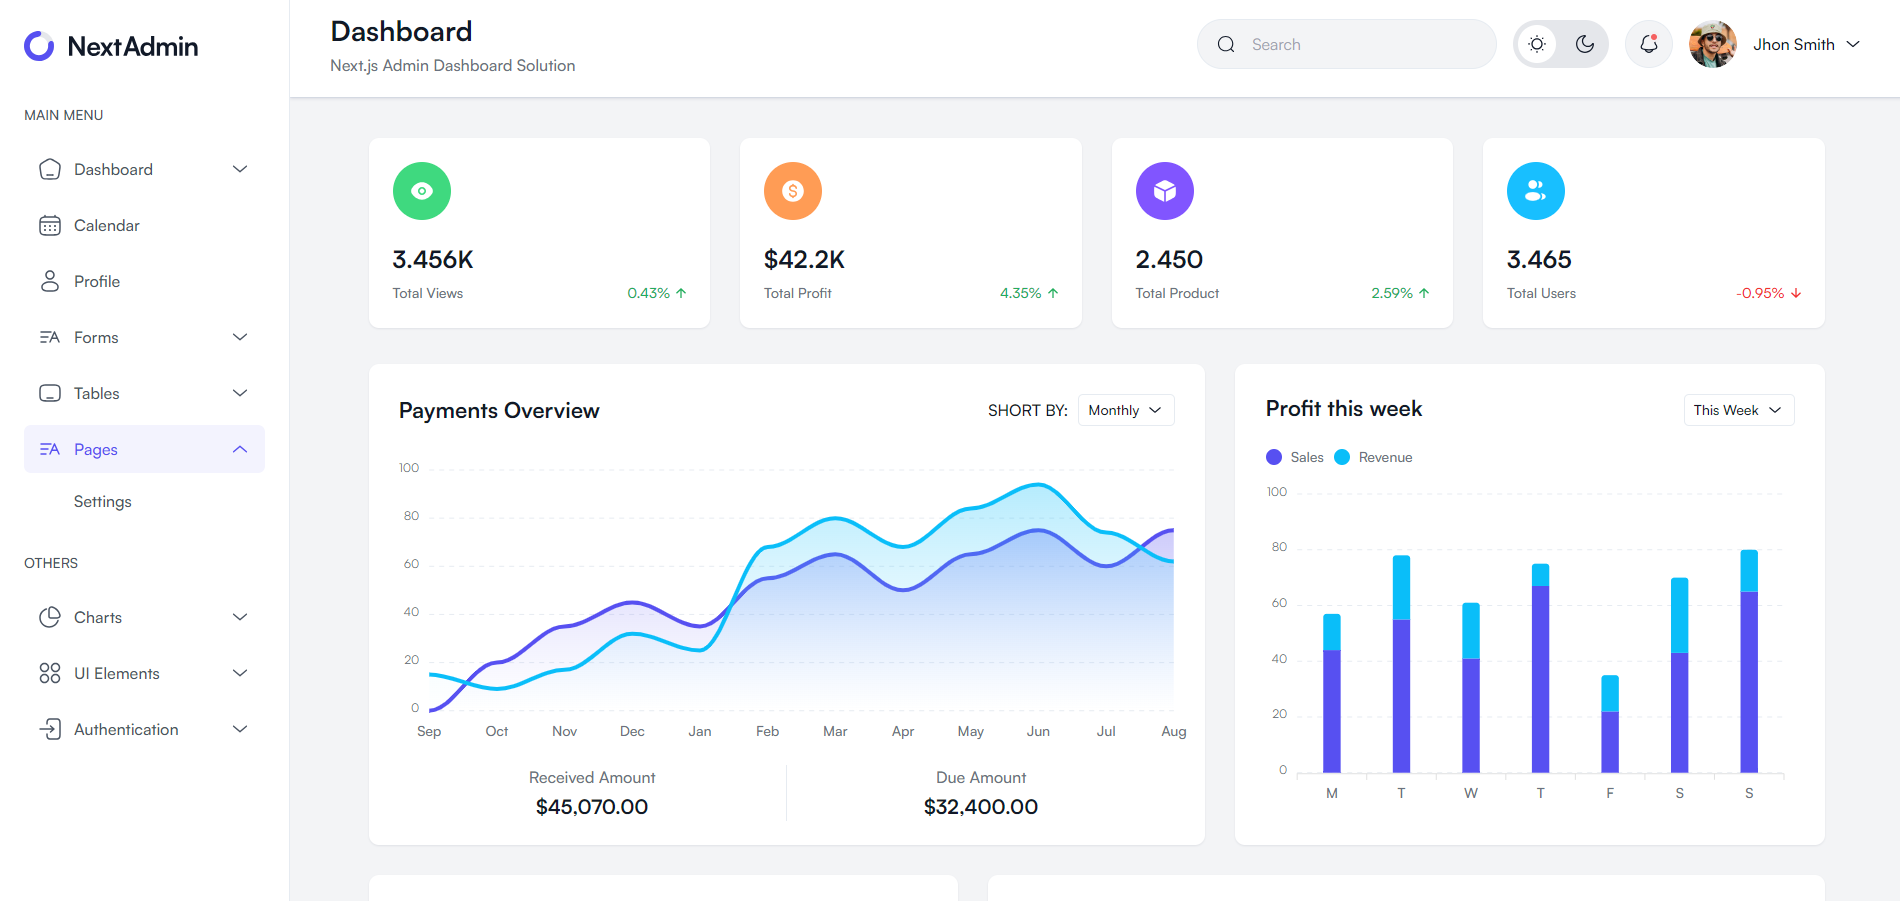 NextAdmin
MAIN MENU
Dashboard
Calendar
Profile
Forms
Tables
Pages
Settings
OTHERS
Charts
UI Elements
Authentication
Dashboard
Next.js Admin Dashboard Solution
Search
Jhon Smith
3.456K
Total Views 0.43%
$42.2K
Total Profit 4.35%
2.450
Total Product 2.59%
3.465
Total Users -0.95%
Payments Overview
SHORT BY: Monthly
100
80
60
40
20
0
Sep Oct Nov Dec Jan Feb Mar Apr May Jun Jul Aug
Received Amount
$45,070.00
Due Amount
$32,400.00
Profit this week
This Week
Sales Revenue
100
80
60
40
20
0
M T W T F S S